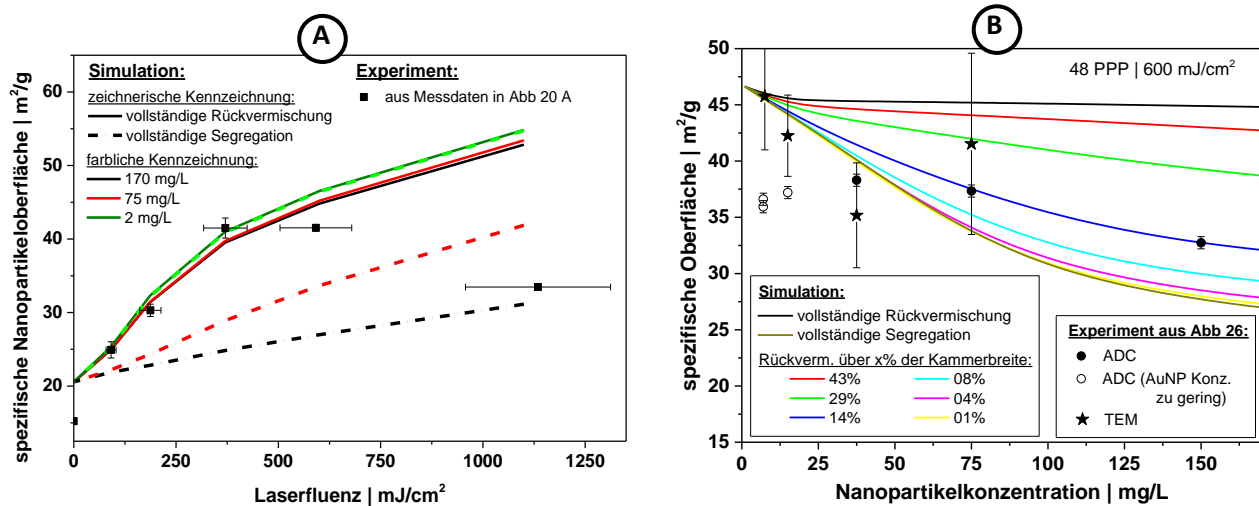 A
Simulation:
zeichnerische Kennzeichnung:
vollständige Rückvermischung
vollständige Segregation
farbliche Kennzeichnung:
170 mg/L
75 mg/L
2 mg/L
Experiment:
aus Messdaten in Abb 20 A
spezifische Nanopartikeloberfläche | m²/g
60
50
40
30
20
10
0
250
500
750
1000
1250
Laserfluenz | mJ/cm²
B
48 PPP | 600 mJ/cm²
spezifische Oberfläche | m²/g
50
45
40
35
30
25
20
15
Simulation:
vollständige Rückvermischung
vollständige Segregation
Rückverm. über x% der Kammerbreite:
43%
08%
29%
04%
14%
01%
Experiment aus Abb 26:
ADC
ADC (AuNP Konz.
zu gering)
TEM
0
25
50
75
100
125
150
Nanopartikelkonzentration | mg/L